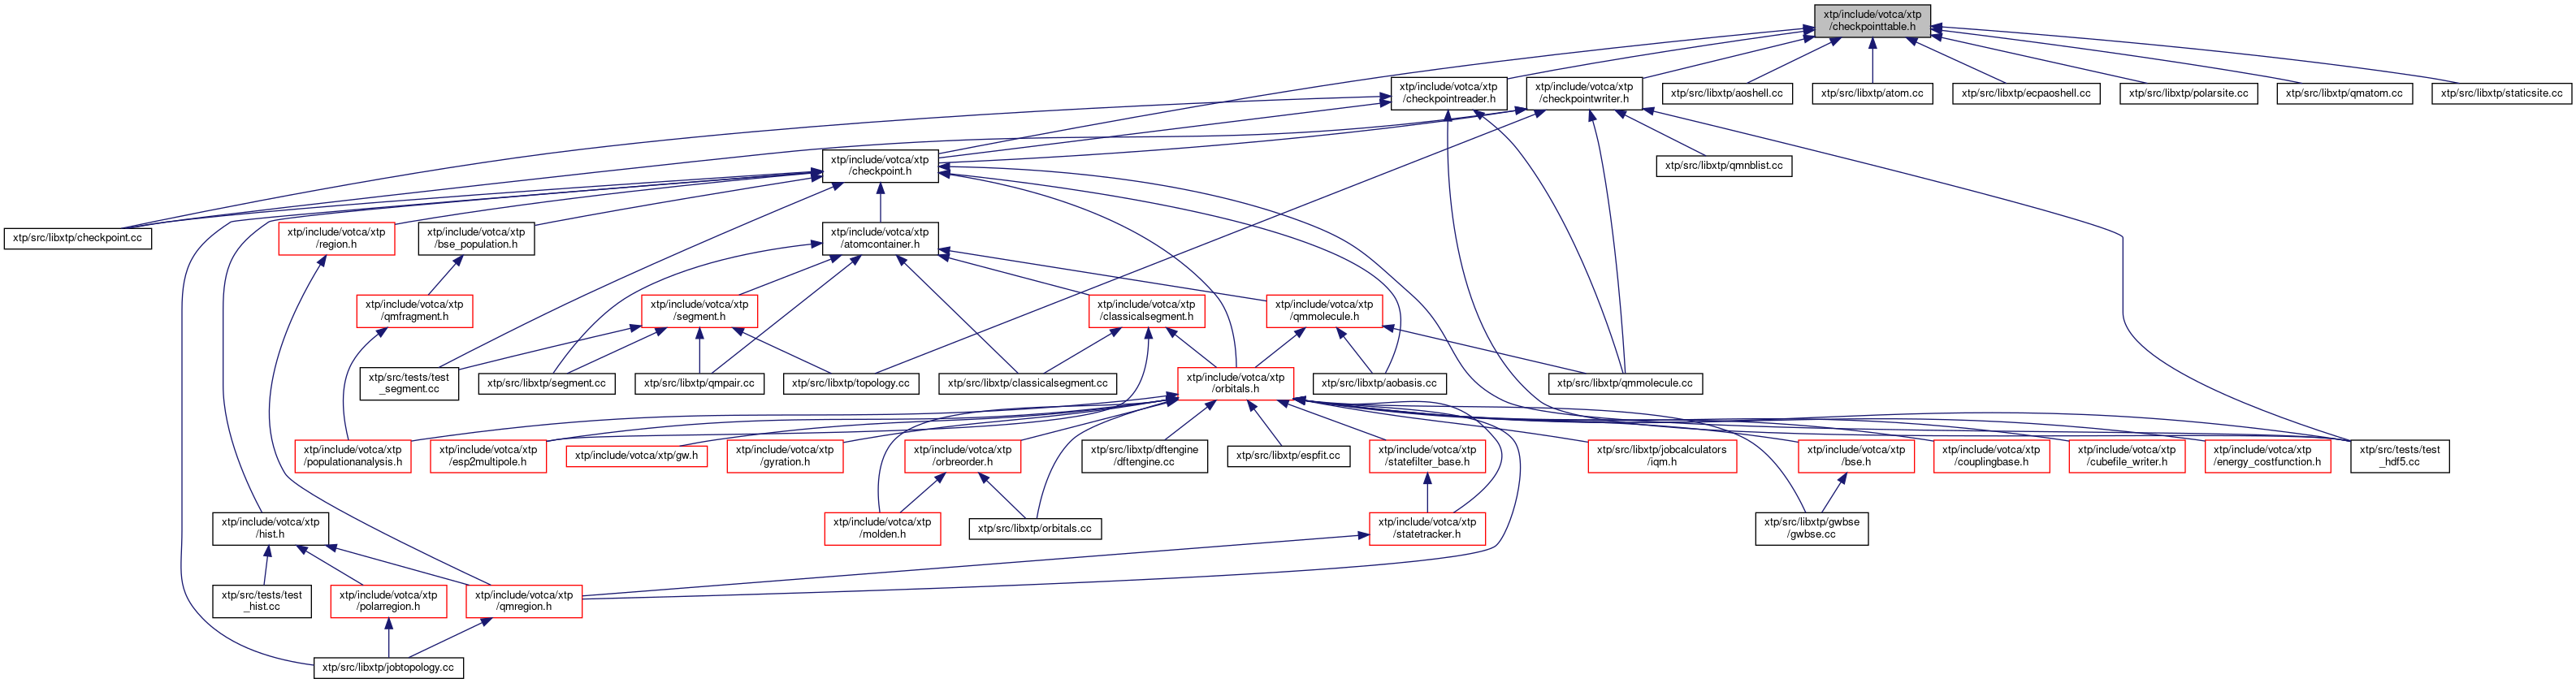 xtp/include/votca/xtp
/checkpointtable.h
xtp/include/votca/xtp
/checkpointreader.h
xtp/include/votca/xtp
/checkpointwriter.h
xtp/src/libxtp/aoshell.cc
xtp/src/libxtp/atom.cc
xtp/src/libxtp/ecpaoshell.cc
xtp/src/libxtp/polarsite.cc
xtp/src/libxtp/qmatom.cc
xtp/src/libxtp/staticsite.cc
xtp/include/votca/xtp
/checkpoint.h
xtp/src/libxtp/qmnblist.cc
xtp/src/libxtp/checkpoint.cc
xtp/include/votca/xtp
/region.h
xtp/include/votca/xtp
/bse_population.h
xtp/include/votca/xtp
/atomcontainer.h
xtp/include/votca/xtp
/qmfragment.h
xtp/include/votca/xtp
/segment.h
xtp/include/votca/xtp
/classicalsegment.h
xtp/include/votca/xtp
/qmmolecule.h
xtp/src/tests/test
_segment.cc
xtp/src/libxtp/segment.cc
xtp/src/libxtp/qmpair.cc
xtp/src/libxtp/topology.cc
xtp/src/libxtp/classicalsegment.cc
xtp/include/votca/xtp
/orbitals.h
xtp/src/libxtp/aobasis.cc
xtp/src/libxtp/qmmolecule.cc
xtp/include/votca/xtp
/populationanalysis.h
xtp/include/votca/xtp
/esp2multipole.h
xtp/include/votca/xtp/gw.h
xtp/include/votca/xtp
/gyration.h
xtp/include/votca/xtp
/orbreorder.h
xtp/src/libxtp/dftengine
/dftengine.cc
xtp/src/libxtp/espfit.cc
xtp/include/votca/xtp
/statefilter_base.h
xtp/src/libxtp/jobcalculators
/iqm.h
xtp/include/votca/xtp
/bse.h
xtp/include/votca/xtp
/couplingbase.h
xtp/include/votca/xtp
/cubefile_writer.h
xtp/include/votca/xtp
/energy_costfunction.h
xtp/src/tests/test
_hdf5.cc
xtp/include/votca/xtp
/hist.h
xtp/include/votca/xtp
/molden.h
xtp/src/libxtp/orbitals.cc
xtp/include/votca/xtp
/statetracker.h
xtp/src/libxtp/gwbse
/gwbse.cc
xtp/src/tests/test
_hist.cc
xtp/include/votca/xtp
/polarregion.h
xtp/include/votca/xtp
/qmregion.h
xtp/src/libxtp/jobtopology.cc